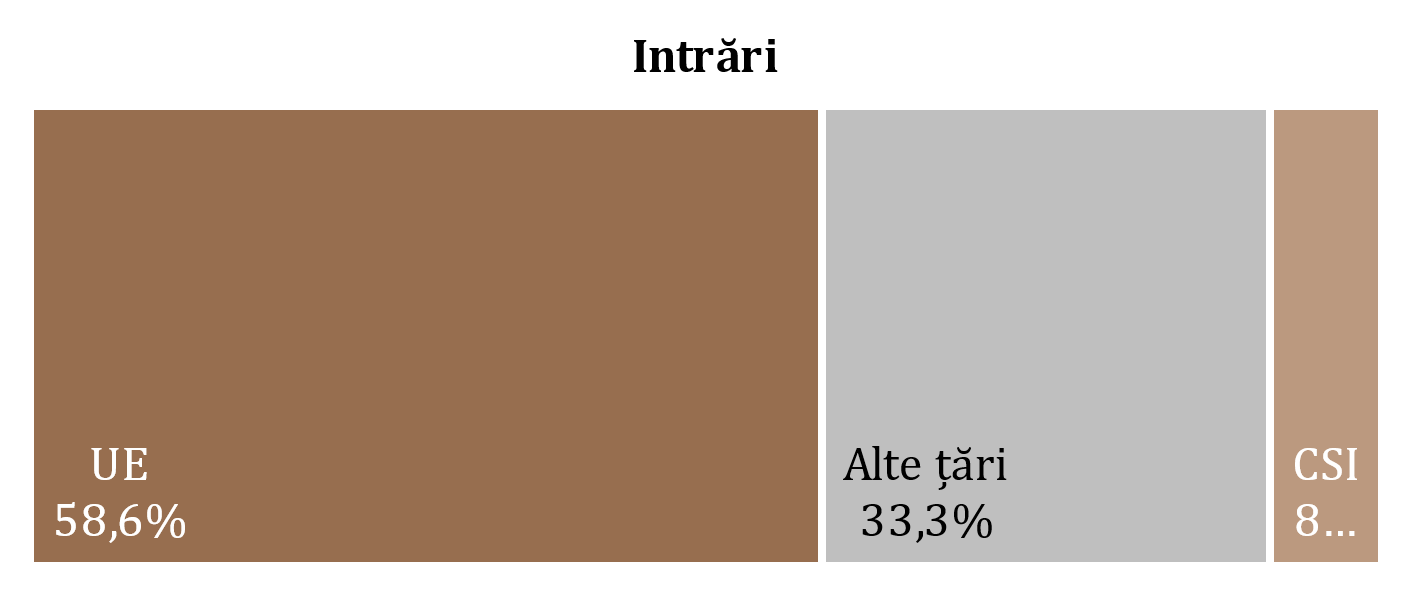 Intrări
UE
58,6%
Alte țări
33,3%
CSI
8...